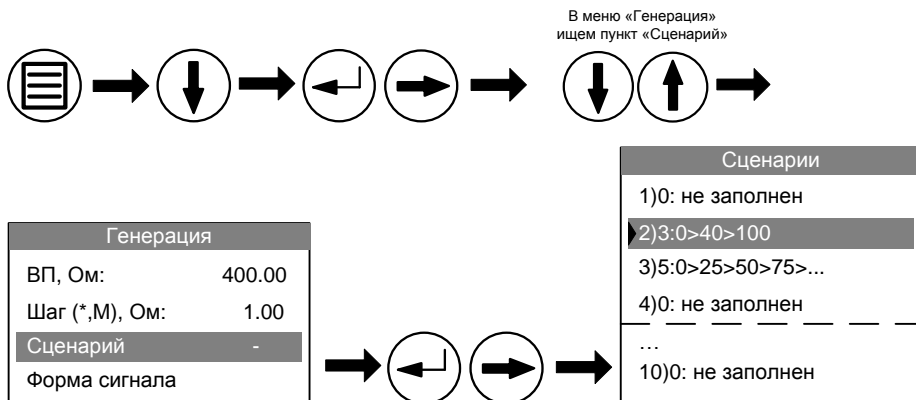 В меню «Генерация»
ищем пункт «Сценарий»
Генерация
ВП, Ом: 400.00
Шаг (*,М), Ом: 1.00
Сценарий -
Форма сигнала
Сценарии
1)0: не заполнен
2)3:0>40>100
3)5:0>25>50>75>...
4)0: не заполнен
...
10)0: не заполнен